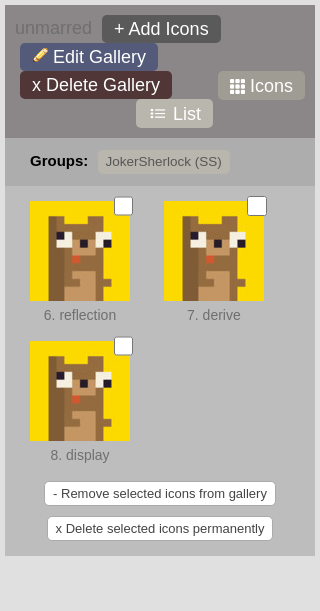 unmarred + Add Icons
Edit Gallery
x Delete Gallery Icons
List
Groups: JokerSherlock (SS)
6. reflection 7. derive
8. display
- Remove selected icons from gallery
x Delete selected icons permanently